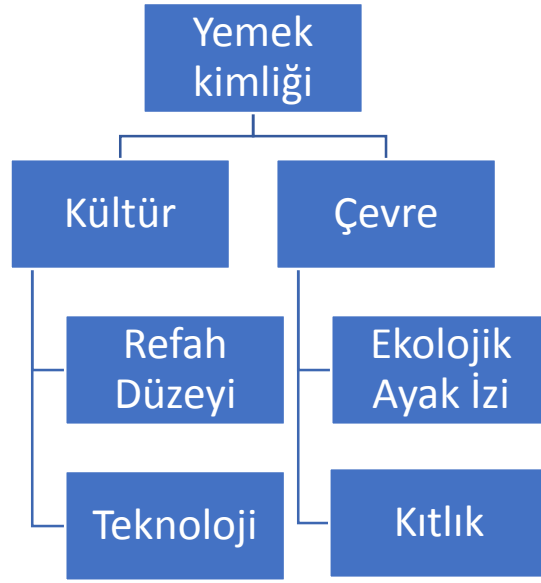 Yemek
kimliği
Kültür
Çevre
Refah
Düzeyi
Ekolojik
Ayak İzi
Teknoloji
Kıtlık